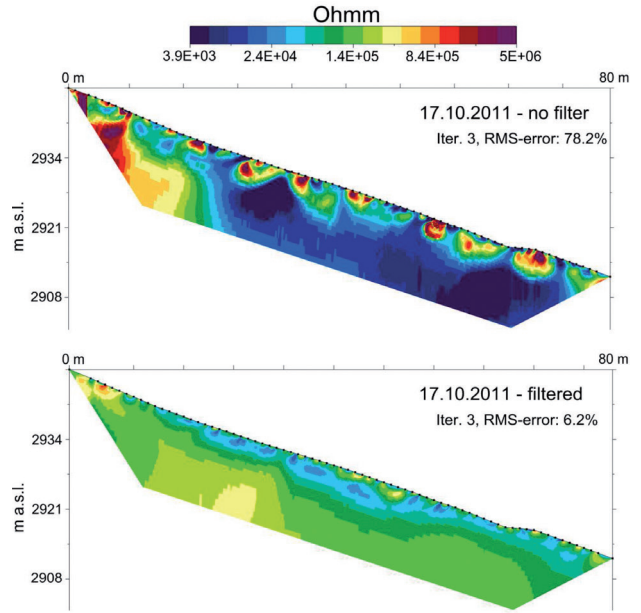 Ohmm
3.9E+03 2.4E+04 1.4E+05 8.4E+05 5E+06
0 m 80 m
17.10.2011 - no filter
Iter. 3, RMS-error: 78.2%
2934
2921
2908
m a.s.l.
0 m 80 m
17.10.2011 - filtered
Iter. 3, RMS-error: 6.2%
2934
2921
2908
m a.s.l.